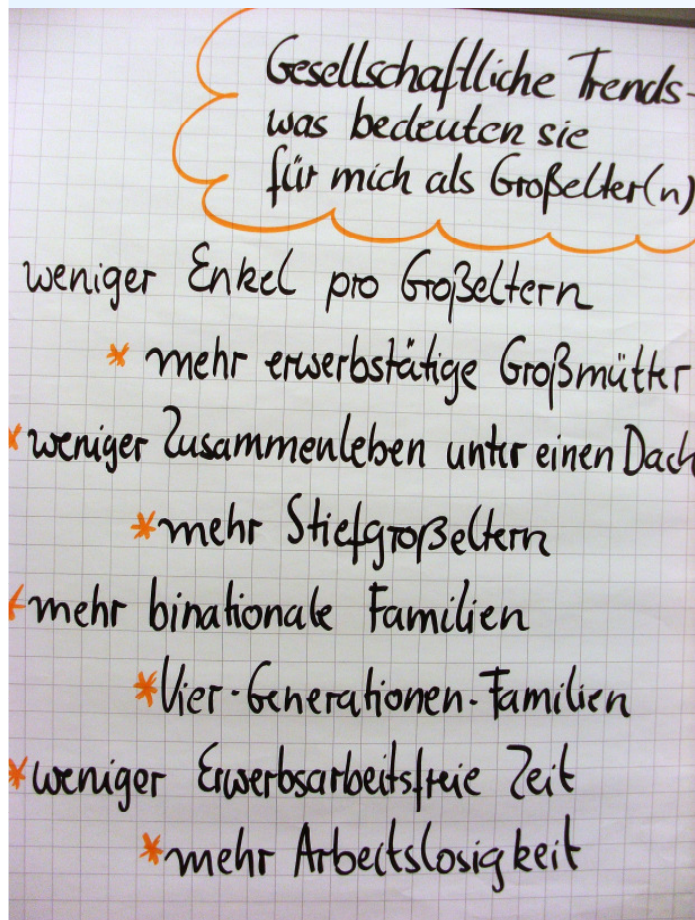 Gesellschaftliche Trends-
was bedeuten sie
für mich als Großelter(n)
weniger Enkel pro Großeltern
* mehr erwerbstätige Großmütter
* weniger Zusammenleben unter einen Dach
* mehr Stiefgroßeltern
* mehr binationale Familien
* Vier-Generationen-Familien
* weniger Erwerbsarbeitsfreie Zeit
* mehr Arbeitslosigkeit